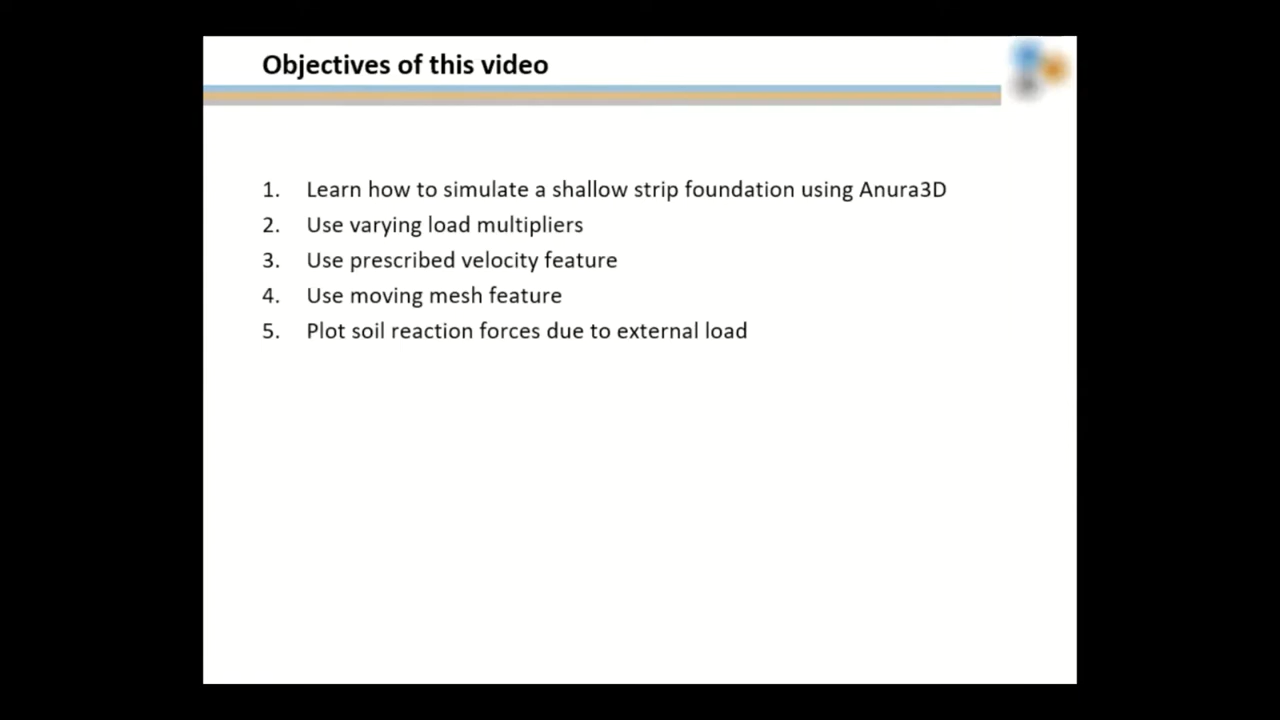 Objectives of this video
1. Learn how to simulate a shallow strip foundation using Anura3D
2. Use varying load multipliers
3. Use prescribed velocity feature
4. Use moving mesh feature
5. Plot soil reaction forces due to external load